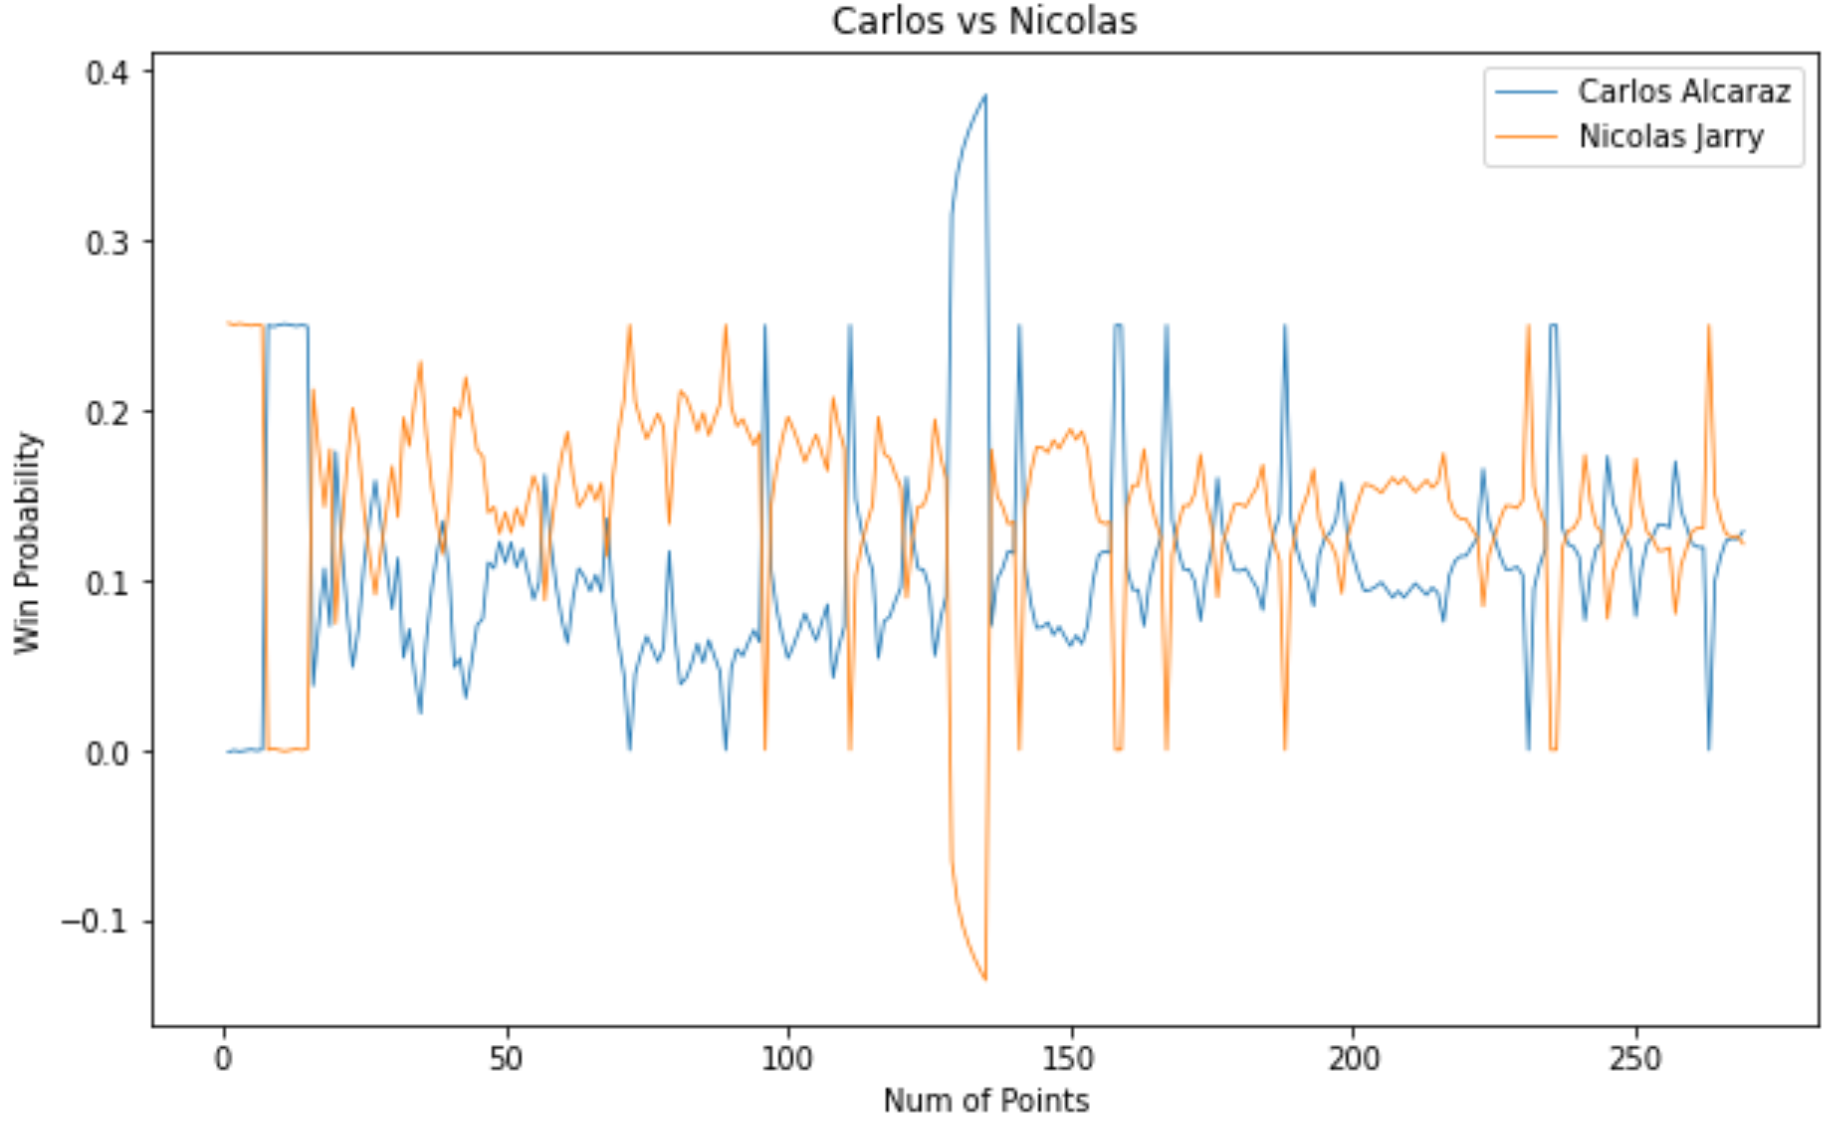 Carlos vs Nicolas
Carlos Alcaraz
Nicolas Jarry
Win Probability
0.4
0.3
0.2
0.1
0.0
−0.1
0 50 100 150 200 250
Num of Points